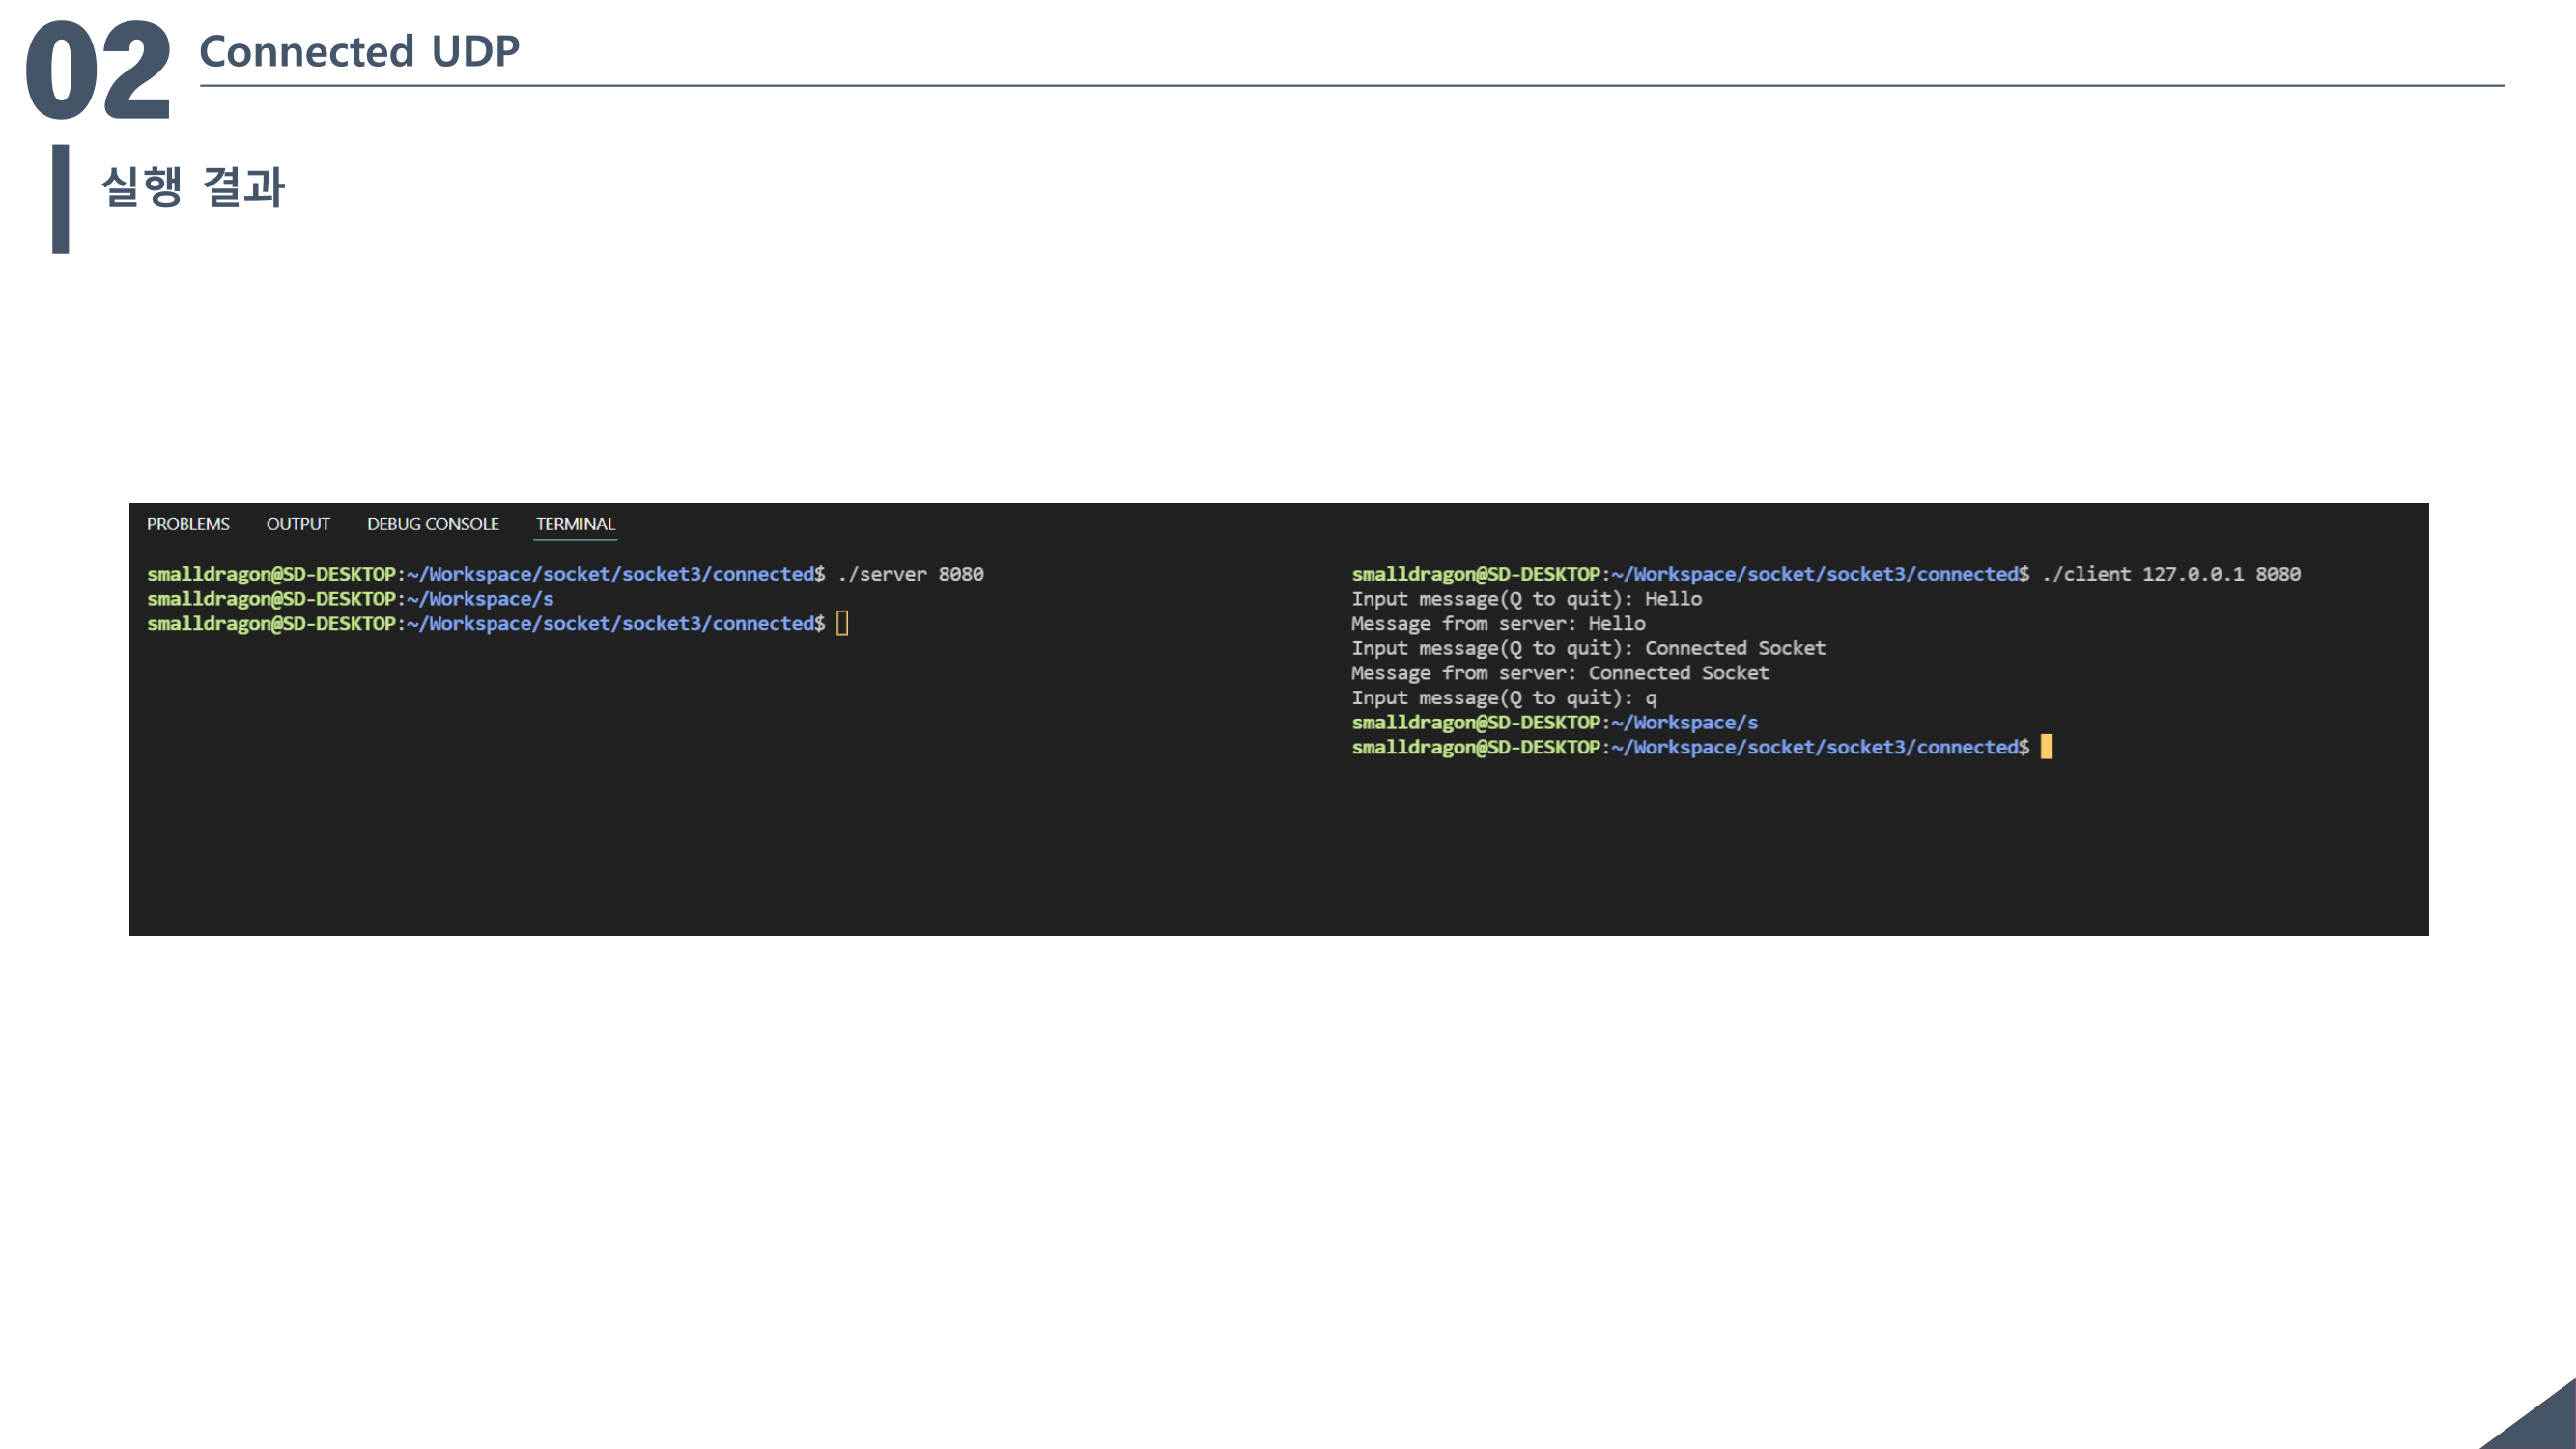 02
Connected UDP
실행 결과
PROBLEMS OUTPUT DEBUG CONSOLE TERMINAL
smalldragon@SD-DESKTOP:~/Workspace/socket/socket3/connected$ ./server 8080
smalldragon@SD-DESKTOP:~/Workspace/s
smalldragon@SD-DESKTOP:~/Workspace/socket/socket3/connected$
smalldragon@SD-DESKTOP:~/Workspace/socket/socket3/connected$ ./client 127.0.0.1 8080
Input message(Q to quit): Hello
Message from server: Hello
Input message(Q to quit): Connected Socket
Message from server: Connected Socket
Input message(Q to quit): q
smalldragon@SD-DESKTOP:~/Workspace/s
smalldragon@SD-DESKTOP:~/Workspace/socket/socket3/connected$